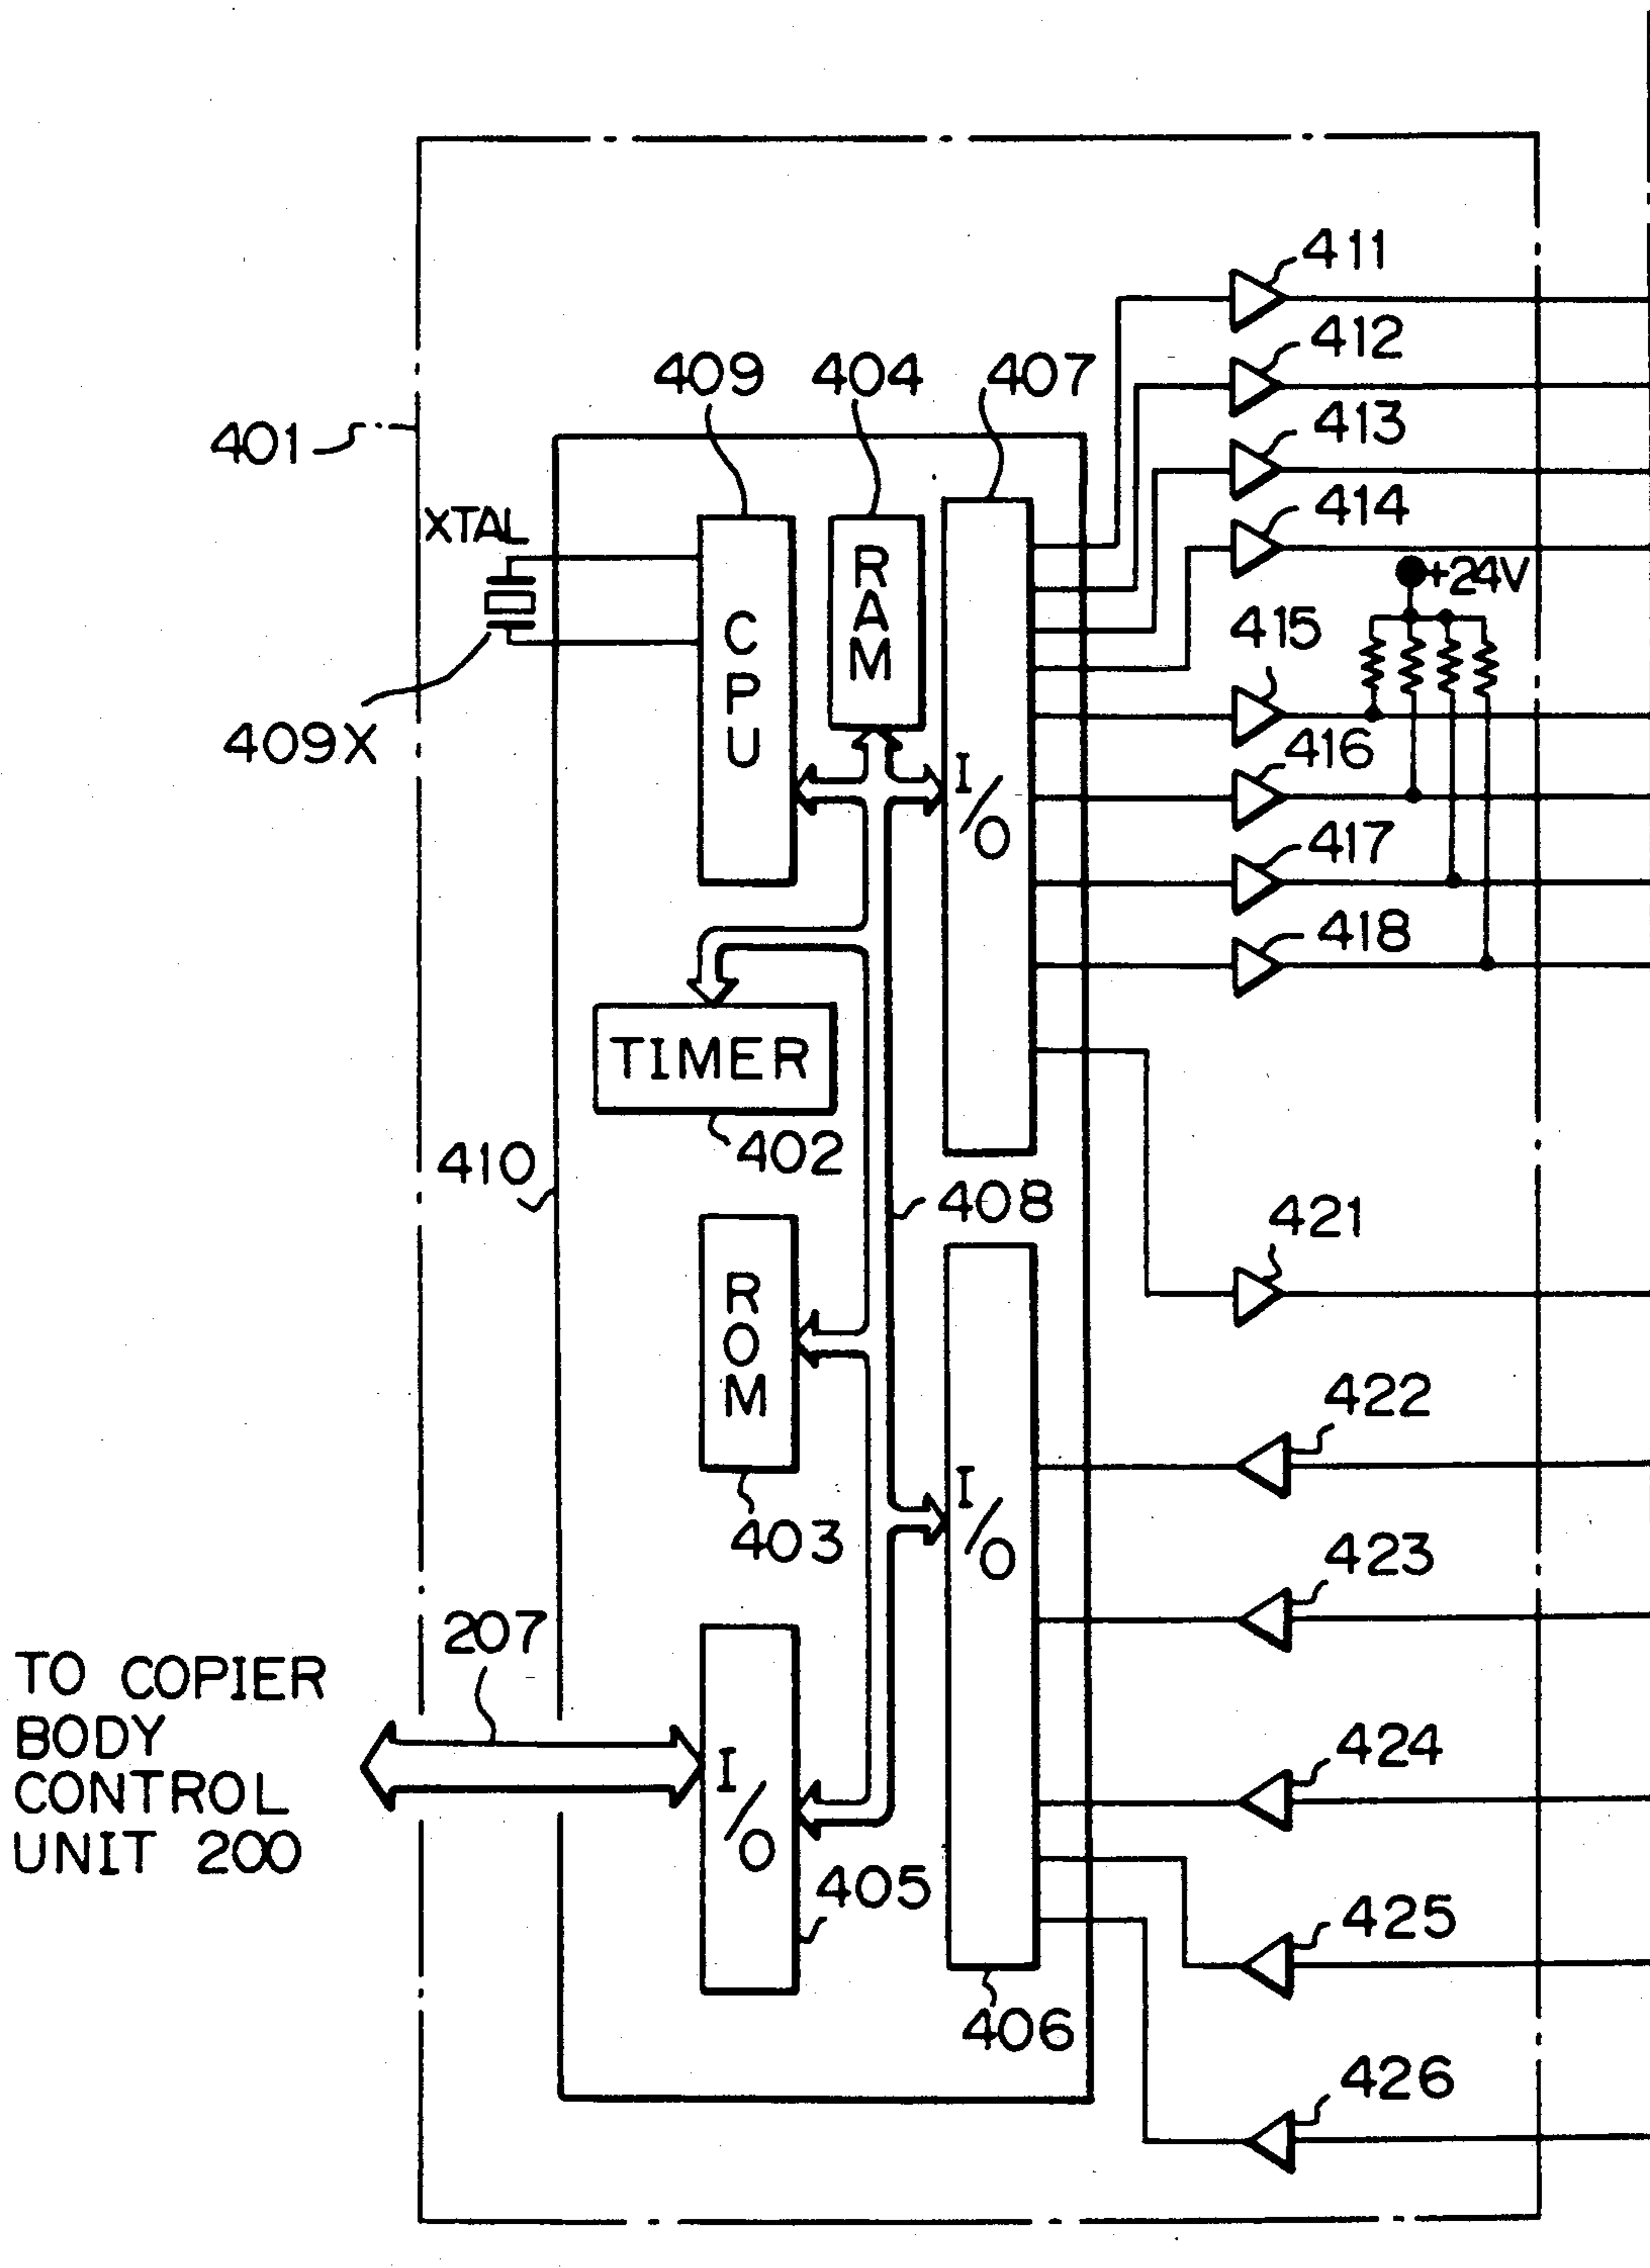 411
412
409
404
407
413
401
414
XTAL
RAM
+24V
CPU
415
409X
416
I/O
417
418
TIMER
402
410
408
421
ROM
422
I/O
403
423
207
TO COPIER
BODY
CONTROL
UNIT 200
I/O
424
405
425
406
426